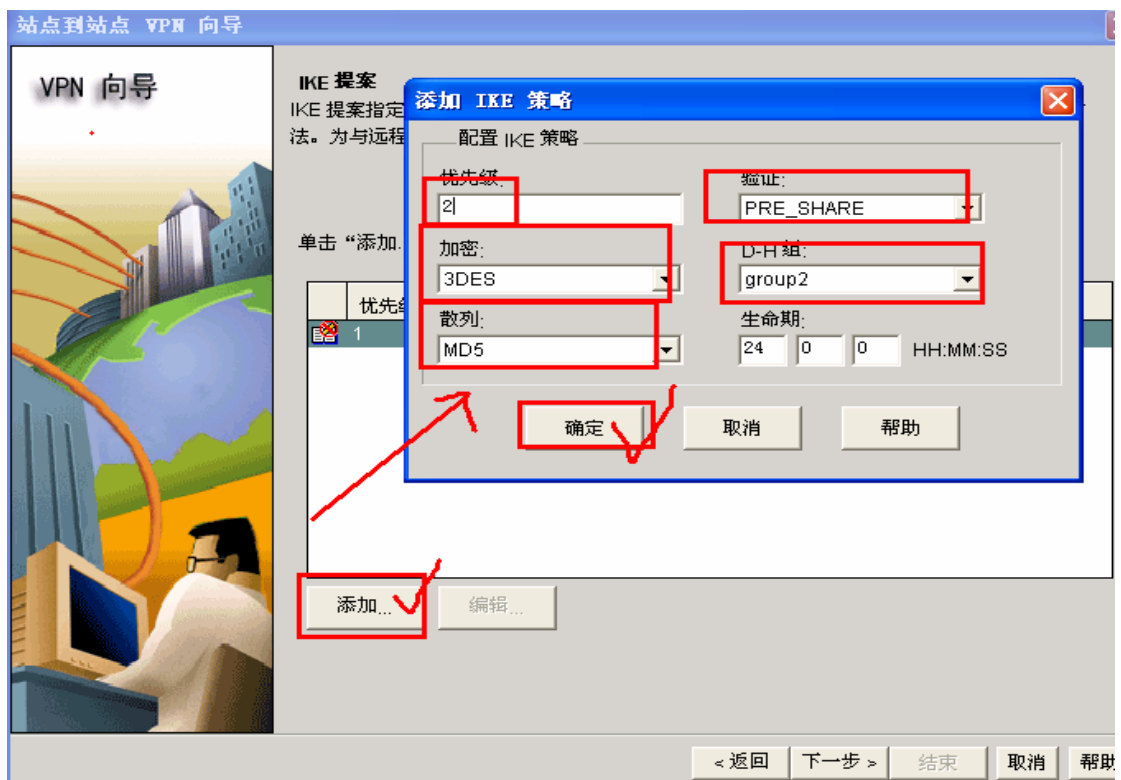 站点到站点 VPN 向导
VPN 向导
IKE 提案
IKE 提案指定
法。为与远程
单击“添加.
优先
1
添加 IKE 策略
配置 IKE 策略
优先级:
2
验证:
PRE_SHARE
加密:
3DES
D-H 组:
group2
散列:
MD5
生命期:
24 0 0 HH:MM:SS
确定 取消 帮助
添加... 编辑...
<返回 下一步> 结束 取消 帮助